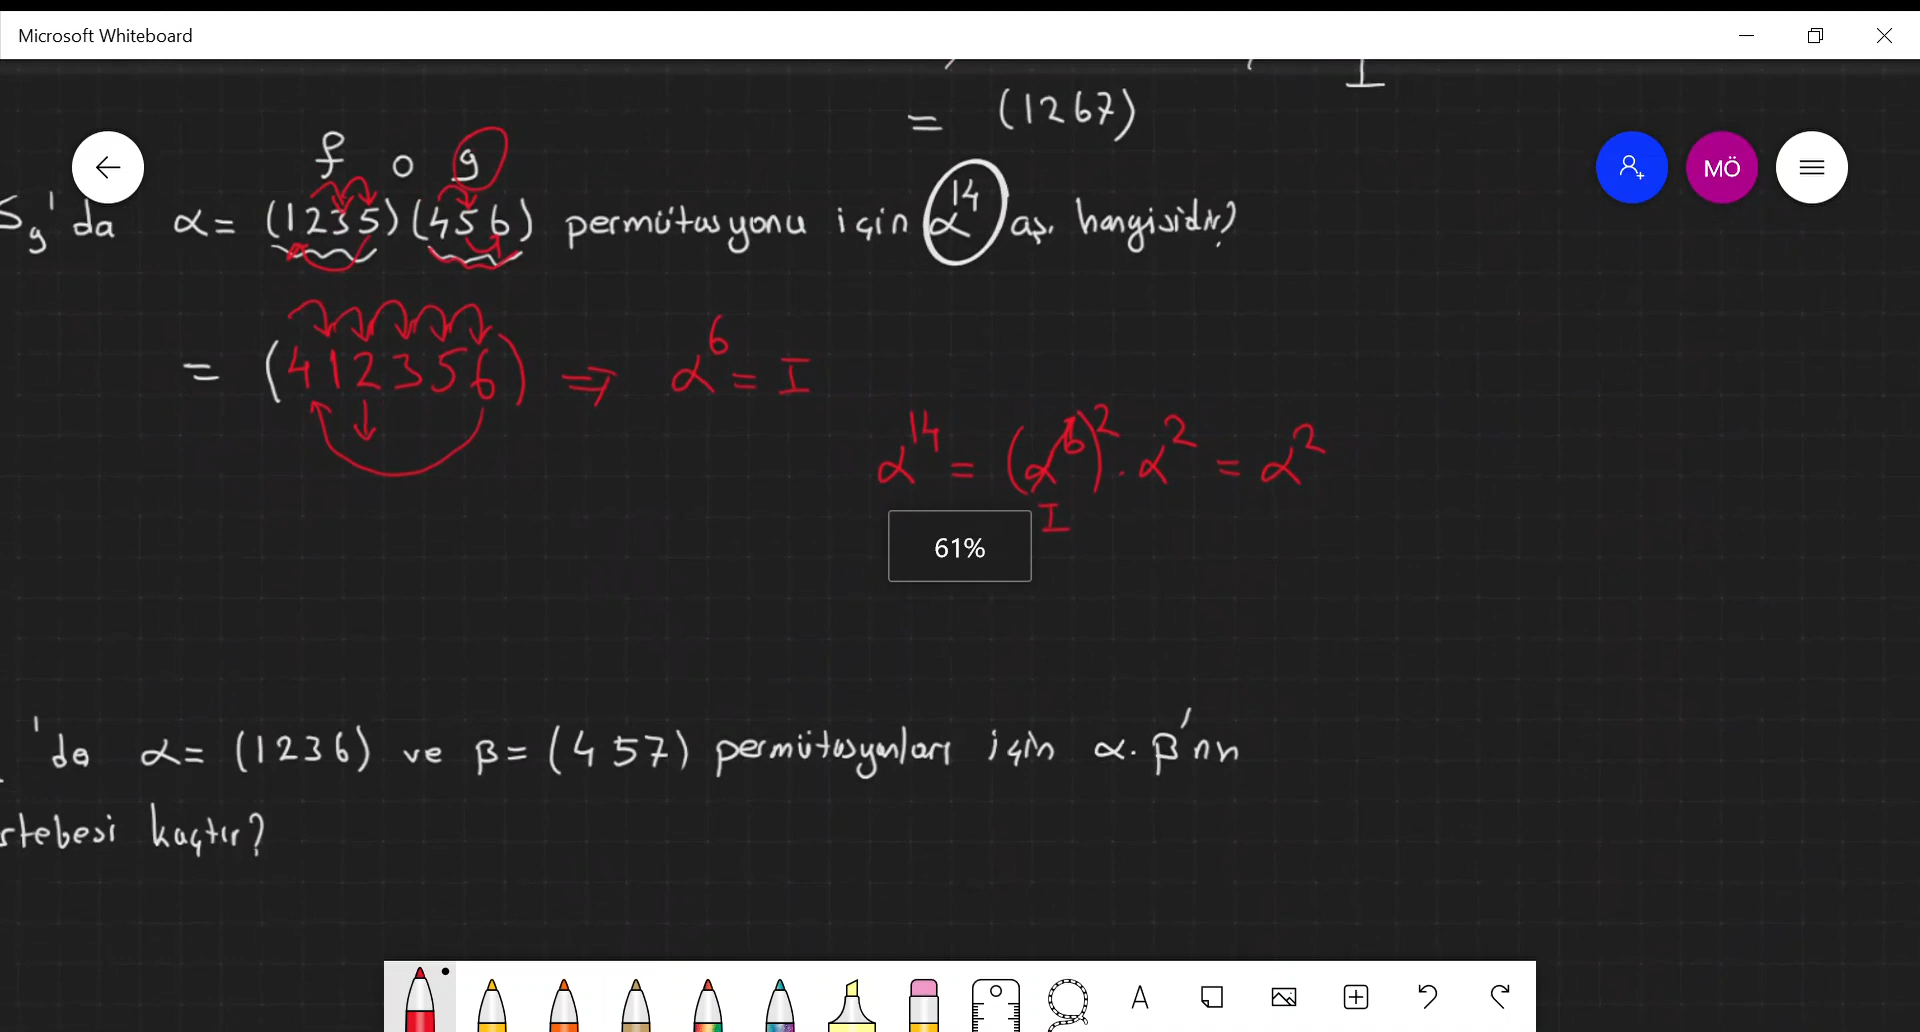 Microsoft Whiteboard
= (1267)
f o g
S₉'da α = (1235)(456) permütasyonu için α¹⁴ aş. hangisidir?
= (412356) ⇒ α⁶ = I
α¹⁴ = (α⁶)² . α² = α²
I
61%
MÖ
'da α = (1236) ve β = (457) permütasyonları için α.β'nın
rtebesi kaçtır?
A